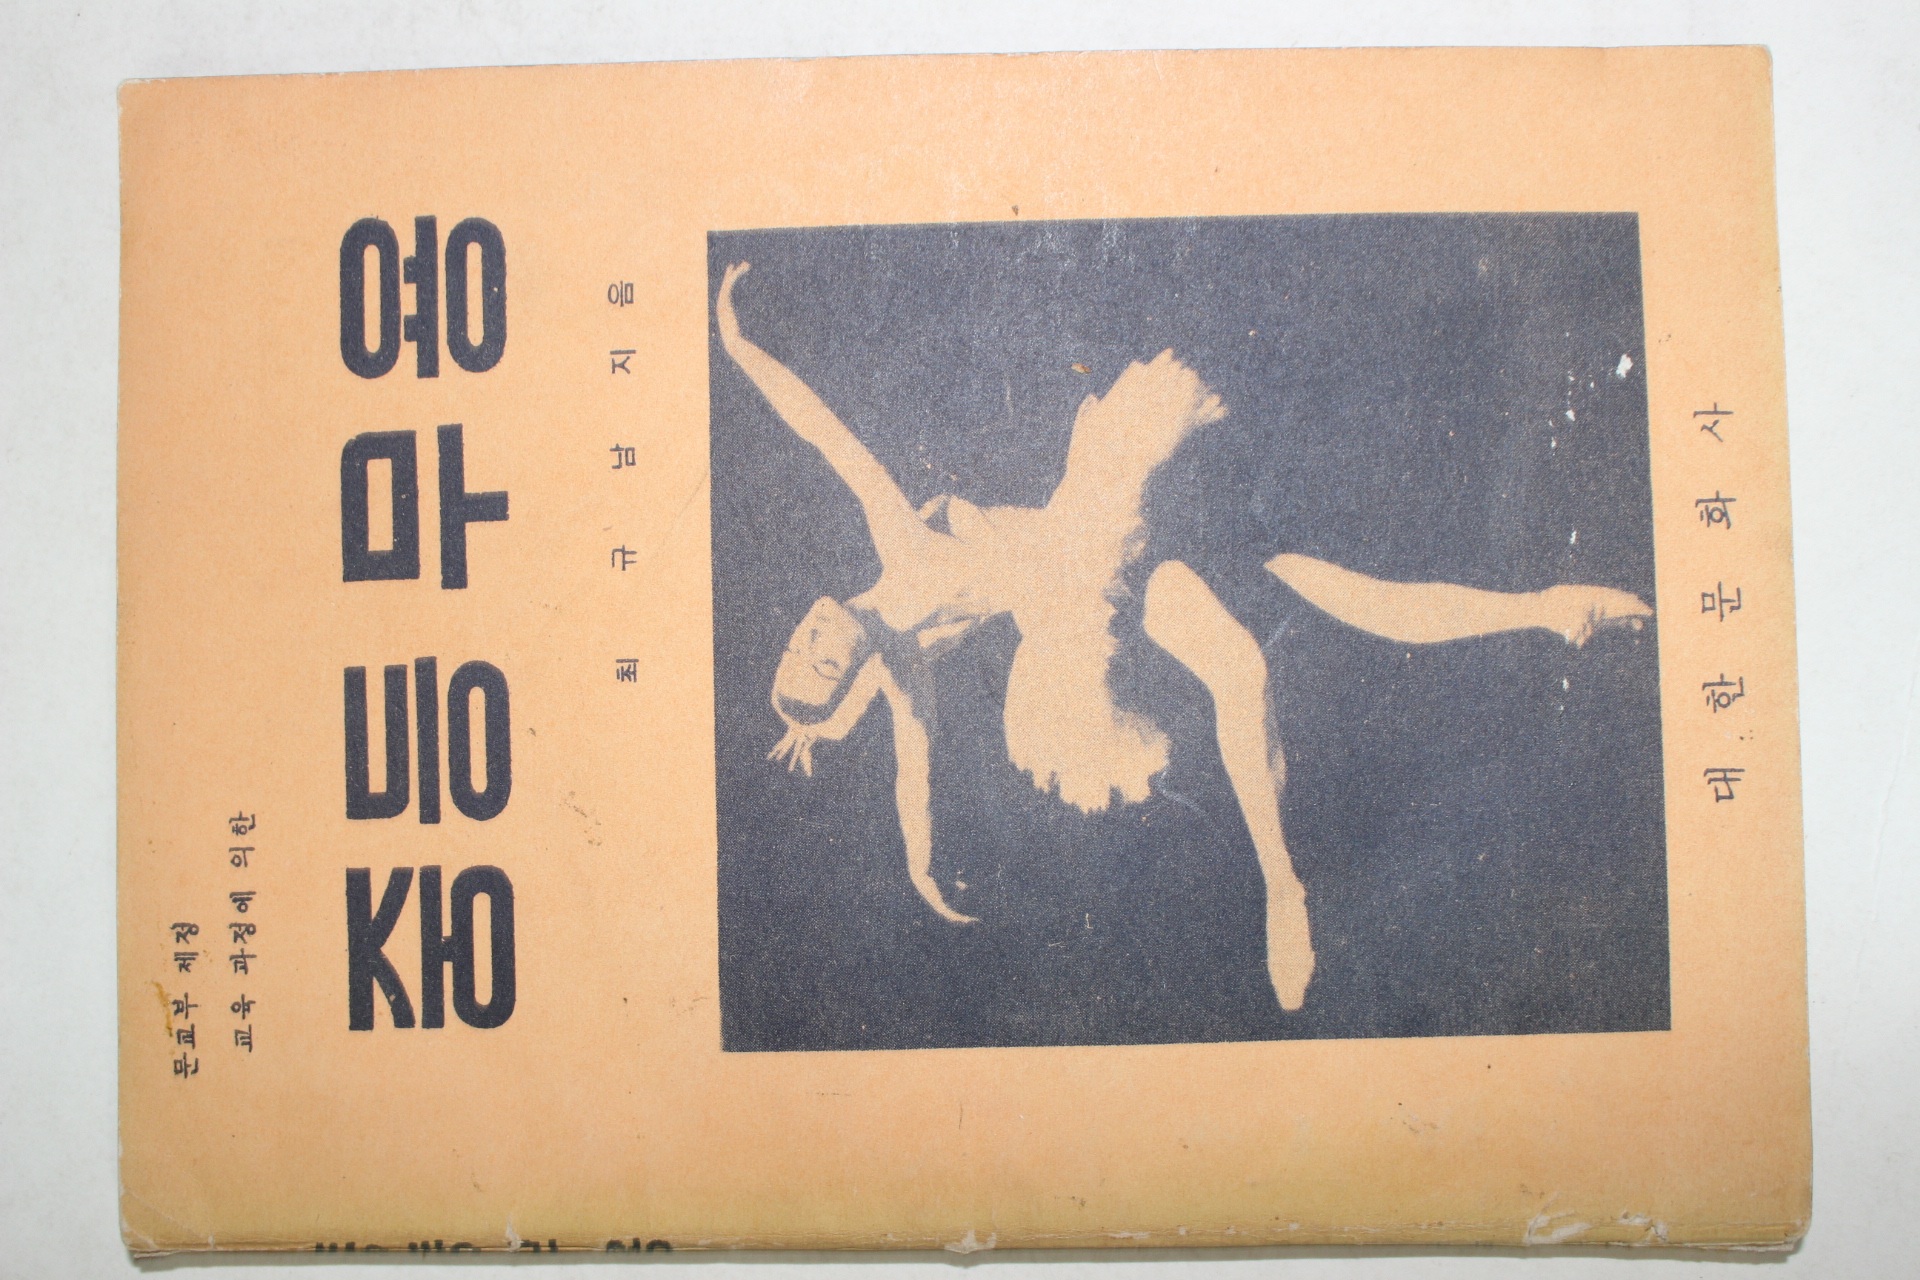 문교부 제정
교육 과정에 의한
중등무용
최 규 남 지 음
대 한 문 화 사